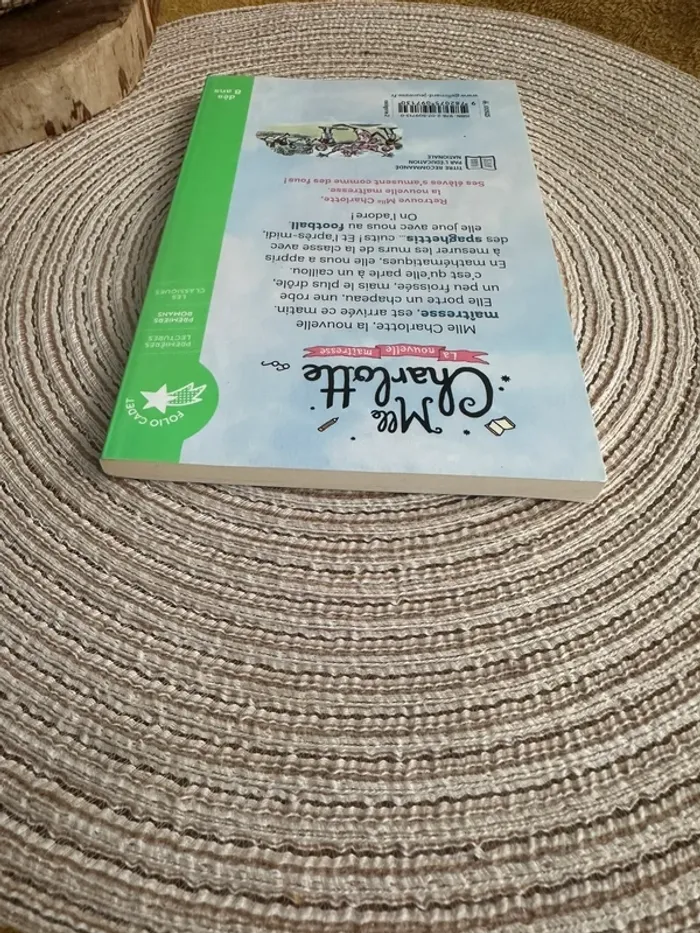 Mlle
Charlotte
La nouvelle maîtresse
Mlle Charlotte, la nouvelle
maîtresse, est arrivée ce matin.
Elle porte un chapeau, une robe
un peu froissée, mais le plus drôle,
c'est qu'elle parle à un caillou.
En mathématiques, elle nous a appris
à mesurer les murs de la classe avec
des spaghettis... cuits ! Et l'après-midi,
elle joue avec nous au football.
On l'adore !
Retrouve Mlle Charlotte,
la nouvelle maîtresse.
Ses élèves s'amusent comme des fous !
TITRE RECOMMANDÉ
PAR L'ÉDUCATION
NATIONALE
www.gallimard-jeunesse.fr
FOLIO CADET
PREMIÈRES
LECTURES
PREMIERS
ROMANS
LES
CLASSIQUES
dès
8 ans